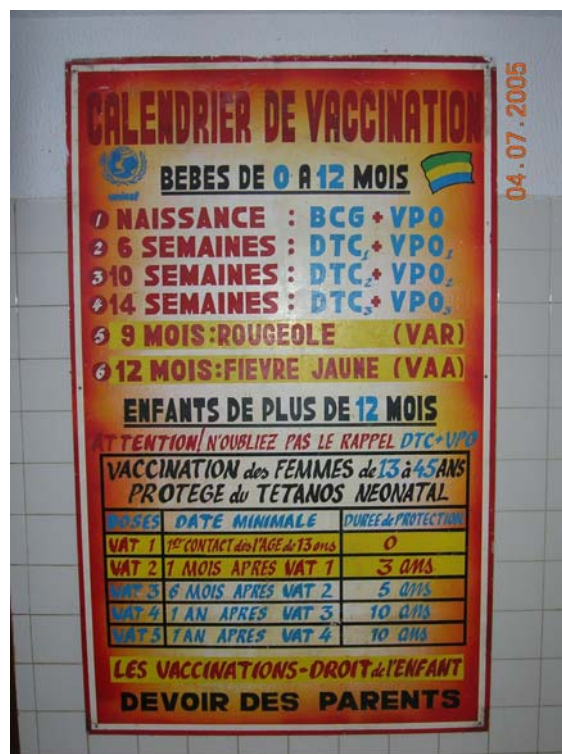 CALENDRIER DE VACCINATION
unicef
BEBES DE 0 A 12 MOIS
1 NAISSANCE : BCG + VPO
2 6 SEMAINES : DTC1 + VPO1
3 10 SEMAINES : DTC2 + VPO2
4 14 SEMAINES : DTC3 + VPO3
5 9 MOIS : ROUGEOLE (VAR)
6 12 MOIS : FIEVRE JAUNE (VAA)
ENFANTS DE PLUS DE 12 MOIS
ATTENTION! N'OUBLIEZ PAS LE RAPPEL DTC+VPO
VACCINATION des FEMMES de 13 à 45 ANS
PROTEGE du TETANOS NEONATAL
DOSES DATE MINIMALE DUREE de PROTECTION
VAT 1 1er CONTACT dès l'AGE de 13 ans 0
VAT 2 1 MOIS APRES VAT 1 3 ans
VAT 3 6 MOIS APRES VAT 2 5 ans
VAT 4 1 AN APRES VAT 3 10 ans
VAT 5 1 AN APRES VAT 4 10 ans
LES VACCINATIONS - DROIT de l'ENFANT
DEVOIR DES PARENTS
04.07.2005